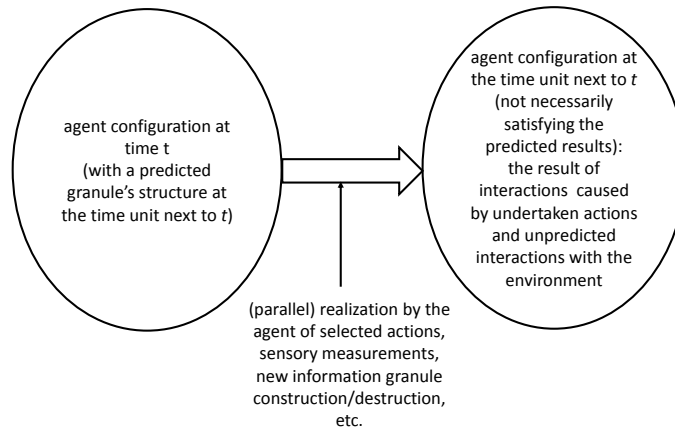 agent configuration at
time t
(with a predicted
granule's structure at
the time unit next to t)
agent configuration at
the time unit next to t
(not necessarily
satisfying the
predicted results):
the result of
interactions caused
by undertaken actions
and unpredicted
interactions with the
environment
(parallel) realization by the
agent of selected actions,
sensory measurements,
new information granule
construction/destruction,
etc.